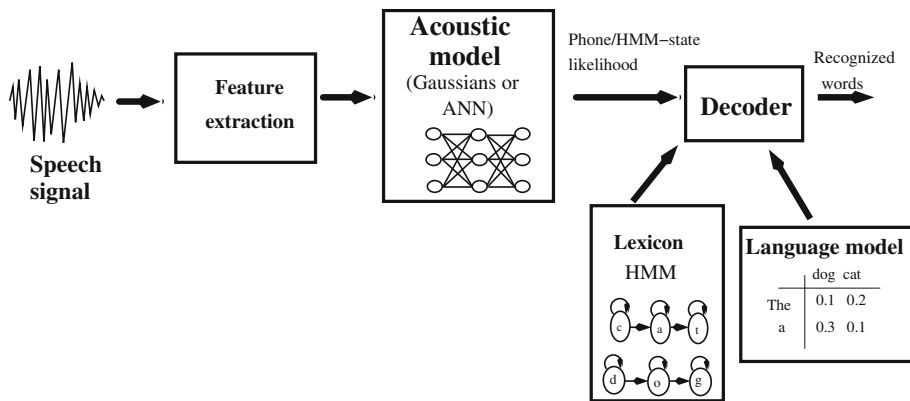 Speech
signal
Feature
extraction
Acoustic
model
(Gaussians or
ANN)
Phone/HMM−state
likelihood
Decoder
Recognized
words
Lexicon
HMM
c a t
d o g
Language model
dog cat
The 0.1 0.2
a 0.3 0.1